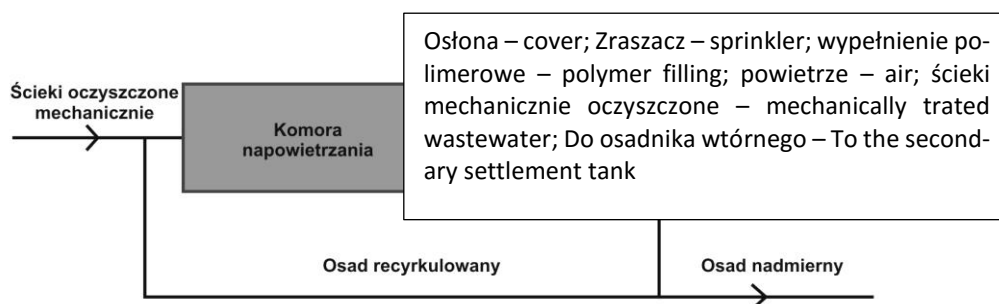 Osłona – cover; Zraszacz – sprinkler; wypełnienie po-
limerowe – polymer filling; powietrze – air; ścieki
mechanicznie oczyszczone – mechanically trated
wastewater; Do osadnika wtórnego – To the second-
ary settlement tank
Ścieki oczyszczone
mechanicznie
Komora
napowietrzania
Osad recyrkulowany
Osad nadmierny